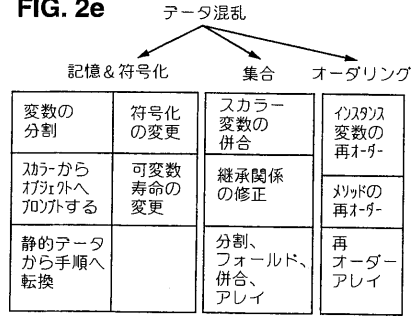 FIG. 2e
データ混乱
記憶&符号化
集合
オーダリング
変数の
分割
符号化
の変更
スカラーから
オブジェクトへ
プロンプトする
可変数
寿命の
変更
静的データ
から手順へ
転換
スカラー
変数の
併合
継承関係
の修正
分割、
フォールド、
併合、
アレイ
インスタンス
変数の
再オーダー
メリッドの
再オーダー
再
オーダー
アレイ